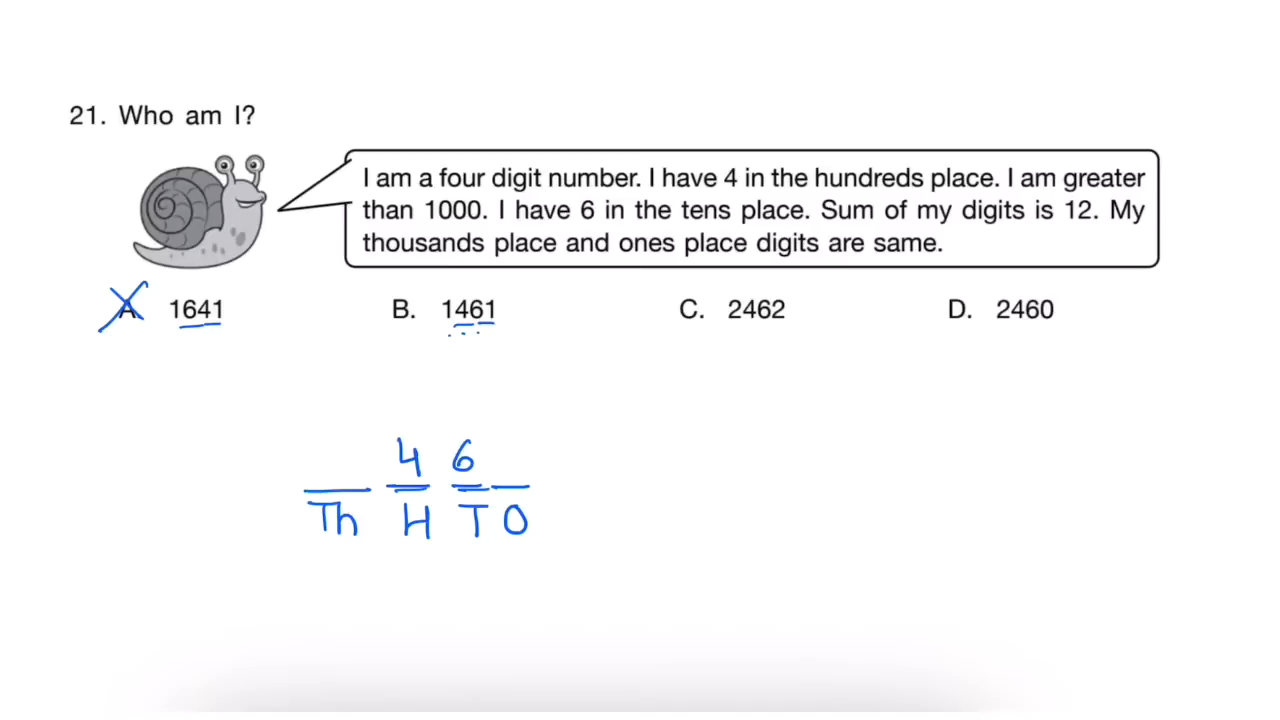 21. Who am I?
I am a four digit number. I have 4 in the hundreds place. I am greater
than 1000. I have 6 in the tens place. Sum of my digits is 12. My
thousands place and ones place digits are same.
A. 1641 B. 1461 C. 2462 D. 2460
4 6
Th H T O